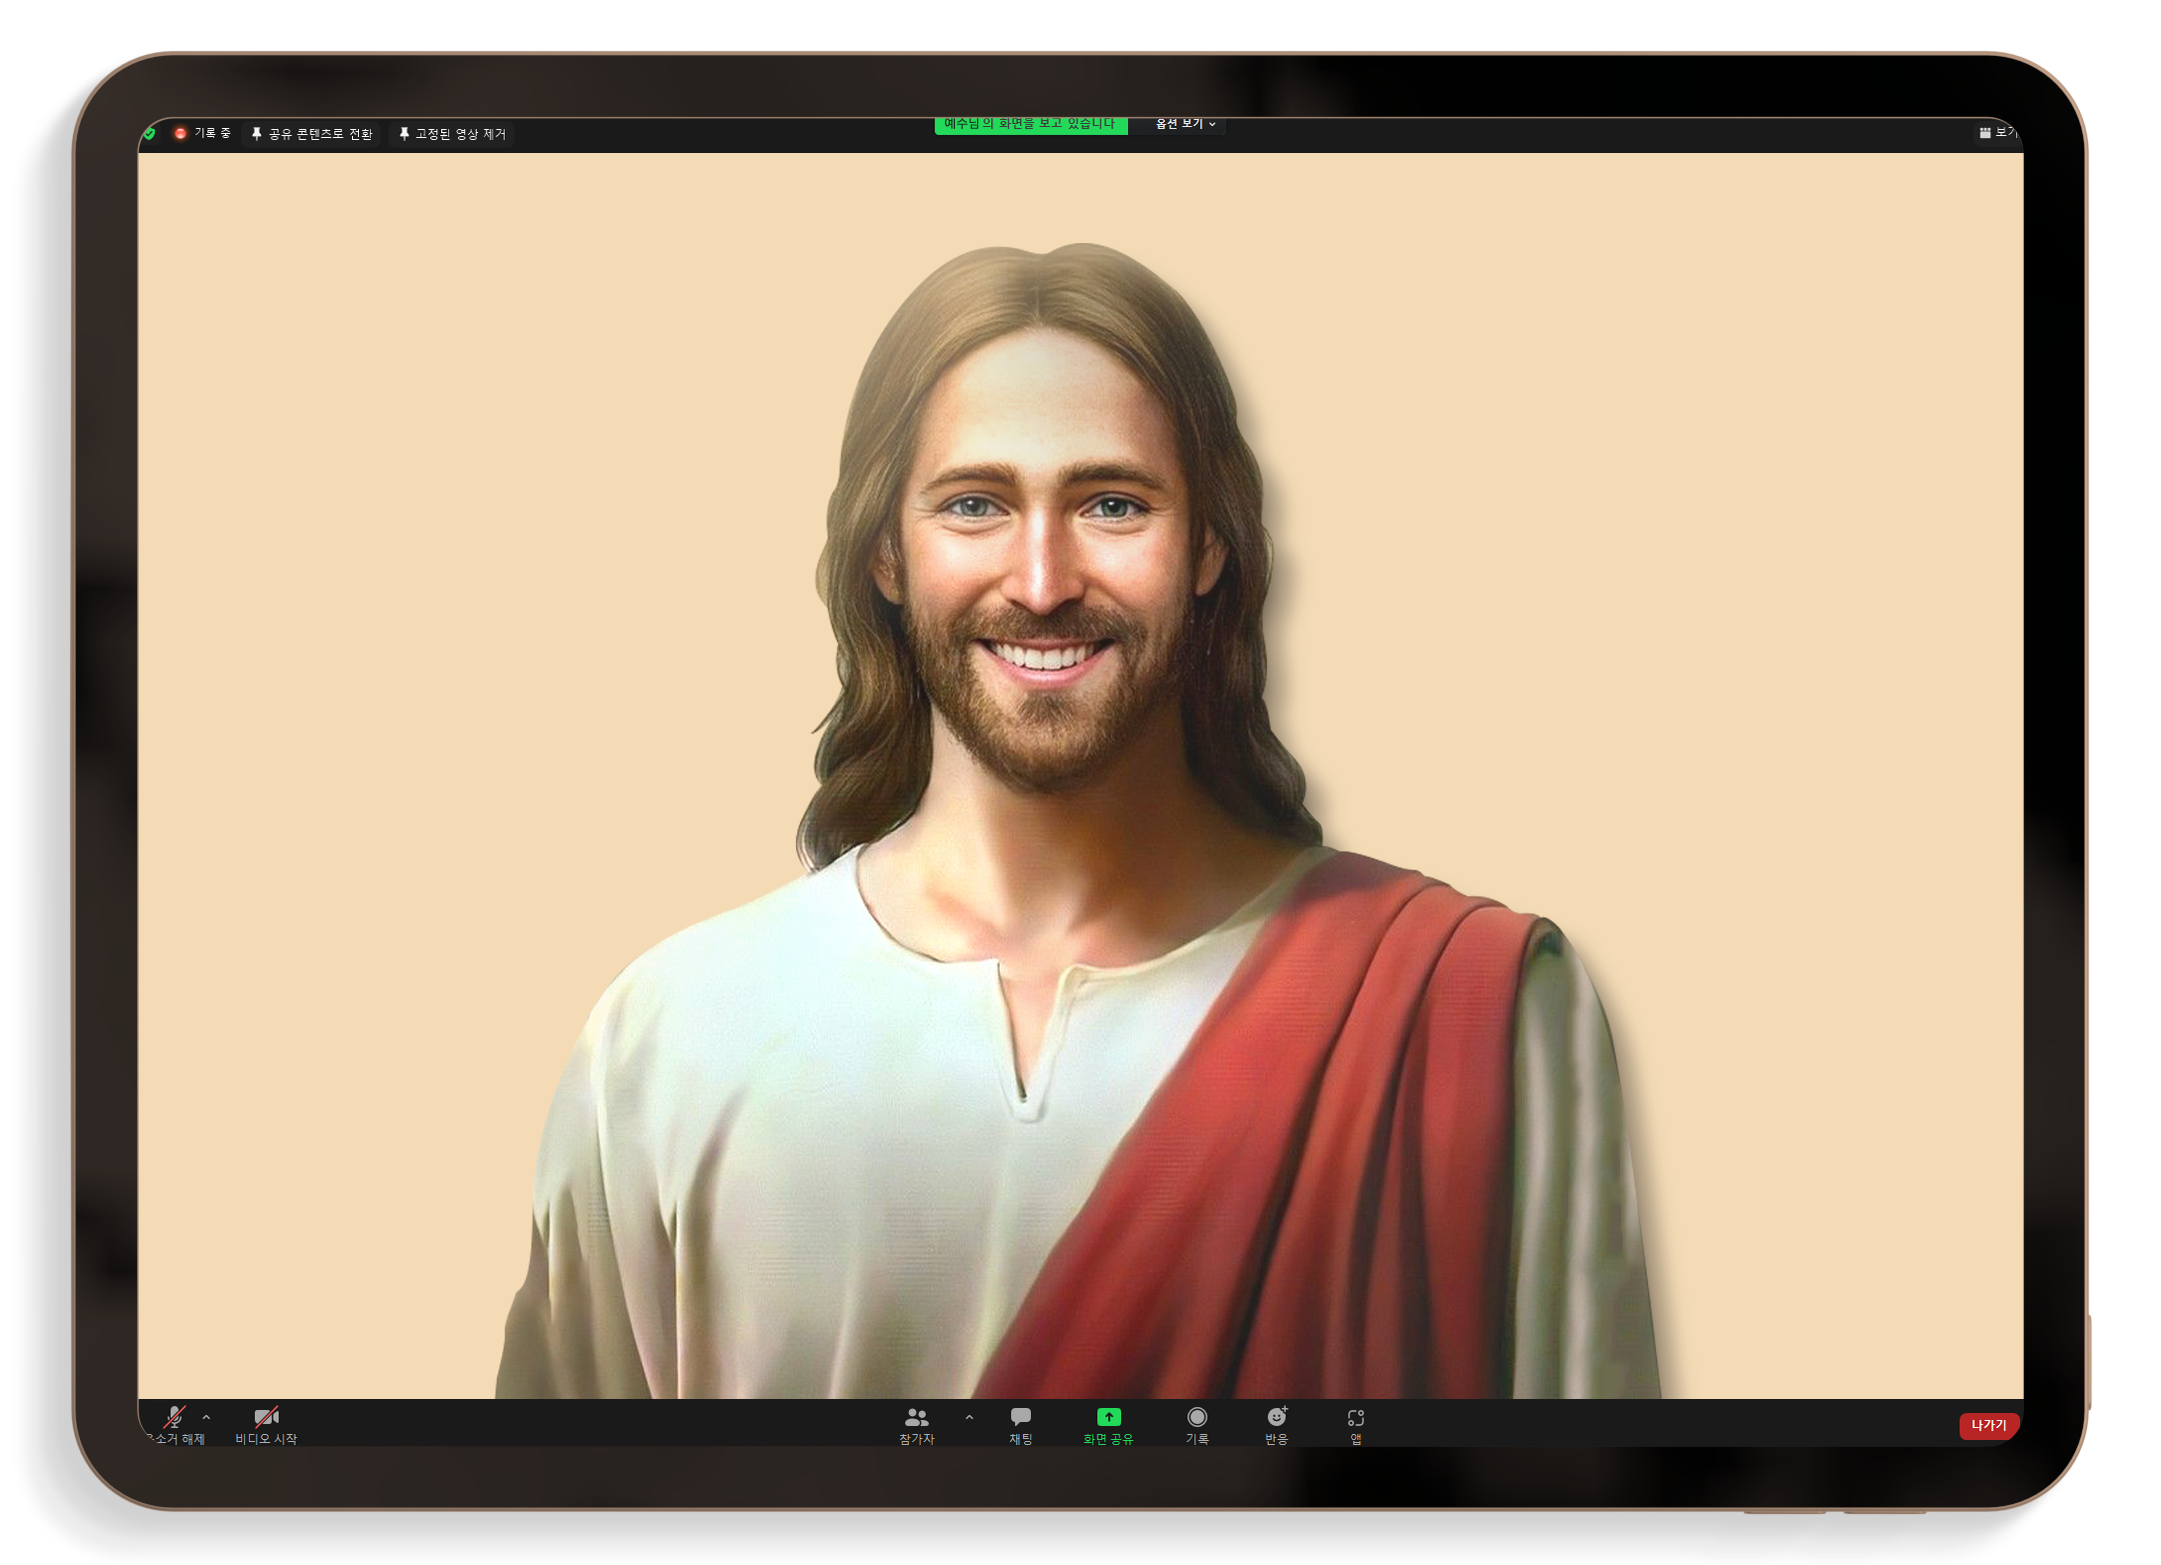 기록 중
공유 콘텐츠로 전환
고정된 영상 제거
예수님의 화면을 보고 있습니다
옵션 보기
보기
해제
비디오 시작
참가자
채팅
화면 공유
기록
반응
앱
나가기